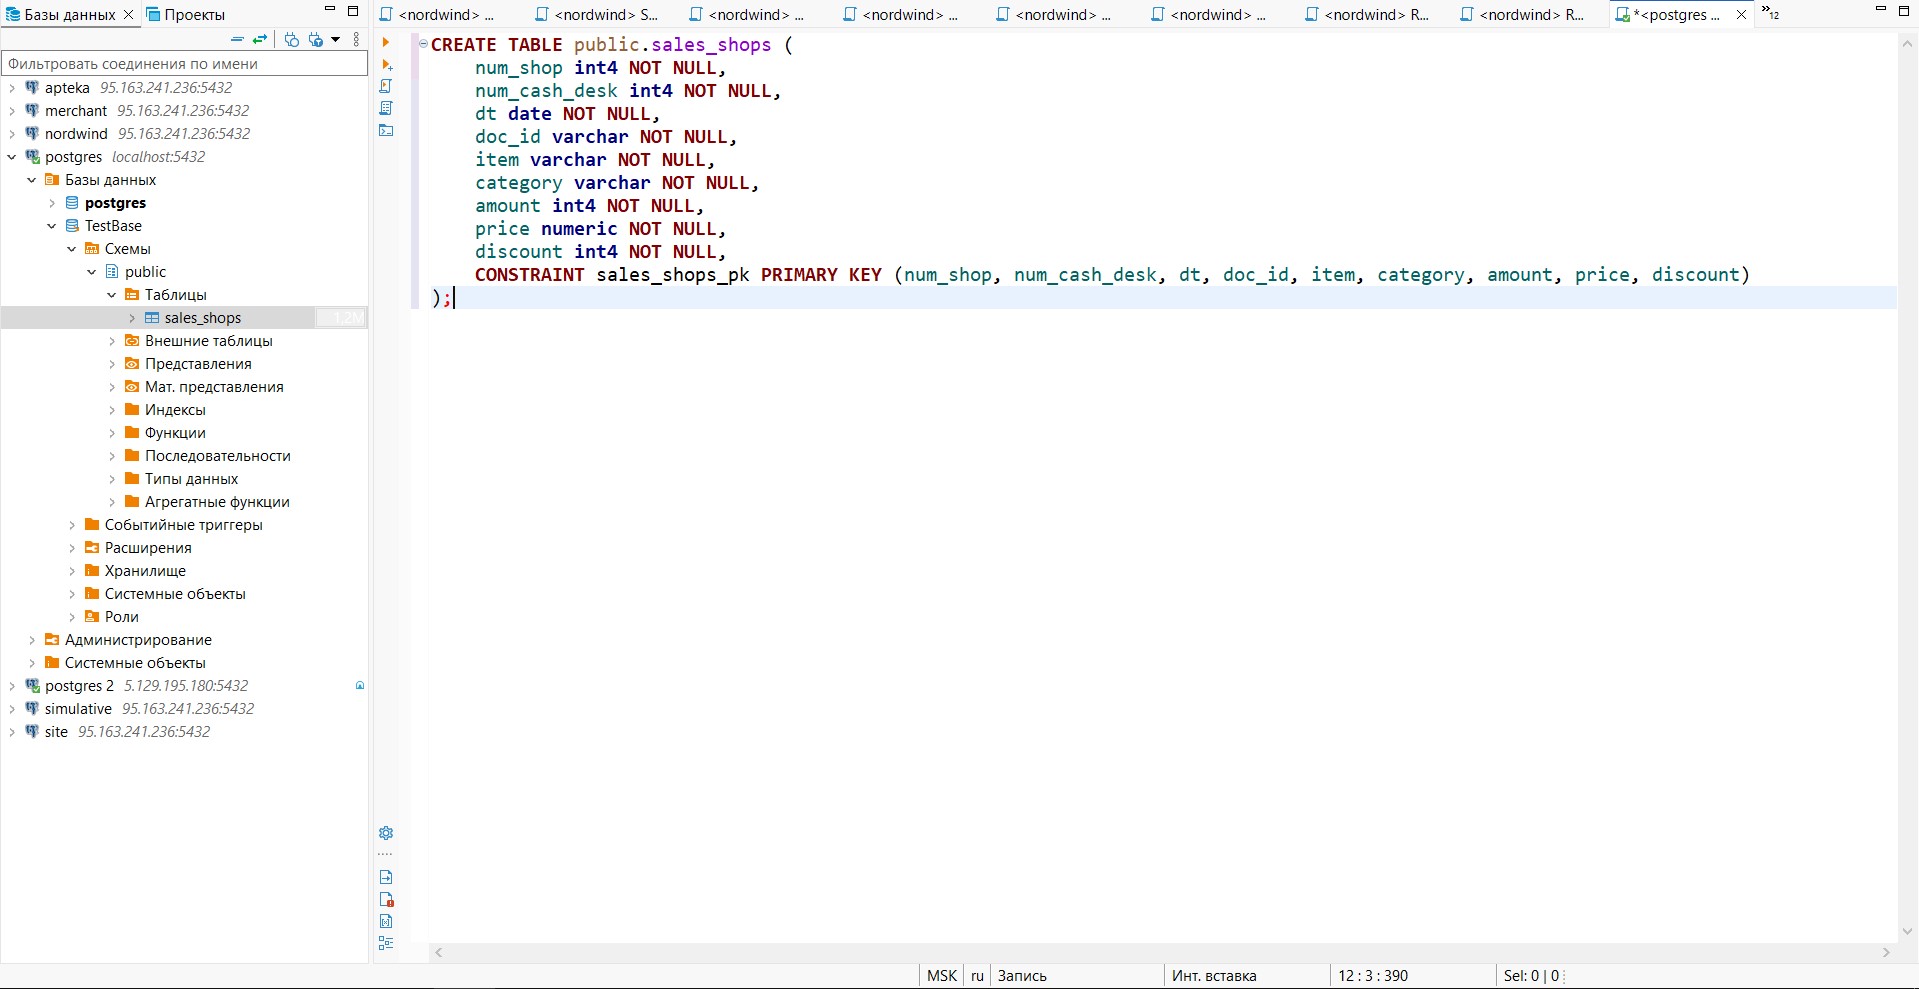 Базы данных
Проекты
<nordwind> ...
<nordwind> S...
<nordwind> ...
<nordwind> ...
<nordwind> ...
<nordwind> ...
<nordwind> R...
<nordwind> R...
*<postgres ...
»12
Фильтровать соединения по имени
apteka 95.163.241.236:5432
merchant 95.163.241.236:5432
nordwind 95.163.241.236:5432
postgres localhost:5432
Базы данных
postgres
TestBase
Схемы
public
Таблицы
sales_shops 1,2M
Внешние таблицы
Представления
Мат. представления
Индексы
Функции
Последовательности
Типы данных
Агрегатные функции
Событийные триггеры
Расширения
Хранилище
Системные объекты
Роли
Администрирование
Системные объекты
postgres 2 5.129.195.180:5432
simulative 95.163.241.236:5432
site 95.163.241.236:5432
CREATE TABLE public.sales_shops (
num_shop int4 NOT NULL,
num_cash_desk int4 NOT NULL,
dt date NOT NULL,
doc_id varchar NOT NULL,
item varchar NOT NULL,
category varchar NOT NULL,
amount int4 NOT NULL,
price numeric NOT NULL,
discount int4 NOT NULL,
CONSTRAINT sales_shops_pk PRIMARY KEY (num_shop, num_cash_desk, dt, doc_id, item, category, amount, price, discount)
);
MSK ru Запись Инт. вставка 12 : 3 : 390 Sel: 0 | 0